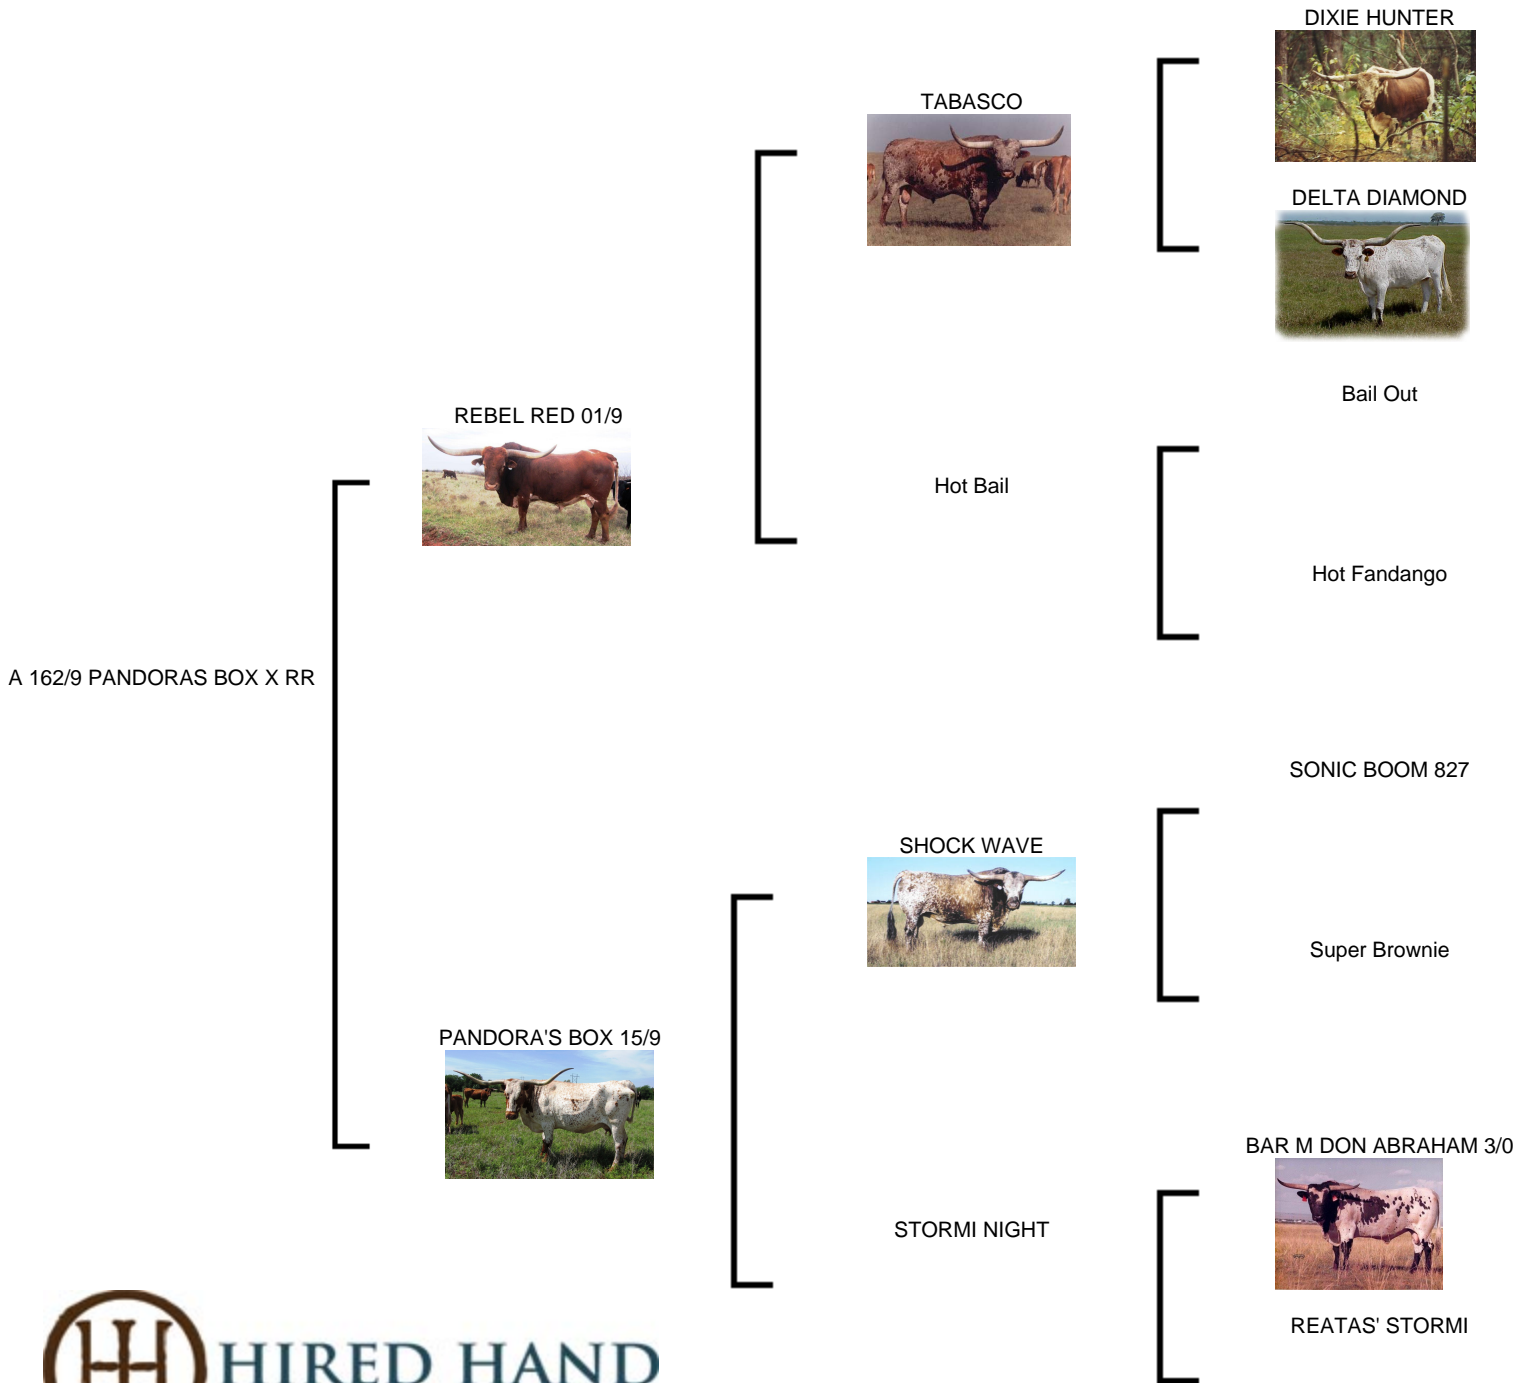 DIXIE HUNTER
TABASCO
DELTA DIAMOND
Bail Out
REBEL RED 01/9
Hot Bail
Hot Fandango
A 162/9 PANDORAS BOX X RR
SONIC BOOM 827
SHOCK WAVE
Super Brownie
PANDORA'S BOX 15/9
BAR M DON ABRAHAM 3/0
STORMI NIGHT
REATAS' STORMI
HIRED HAND